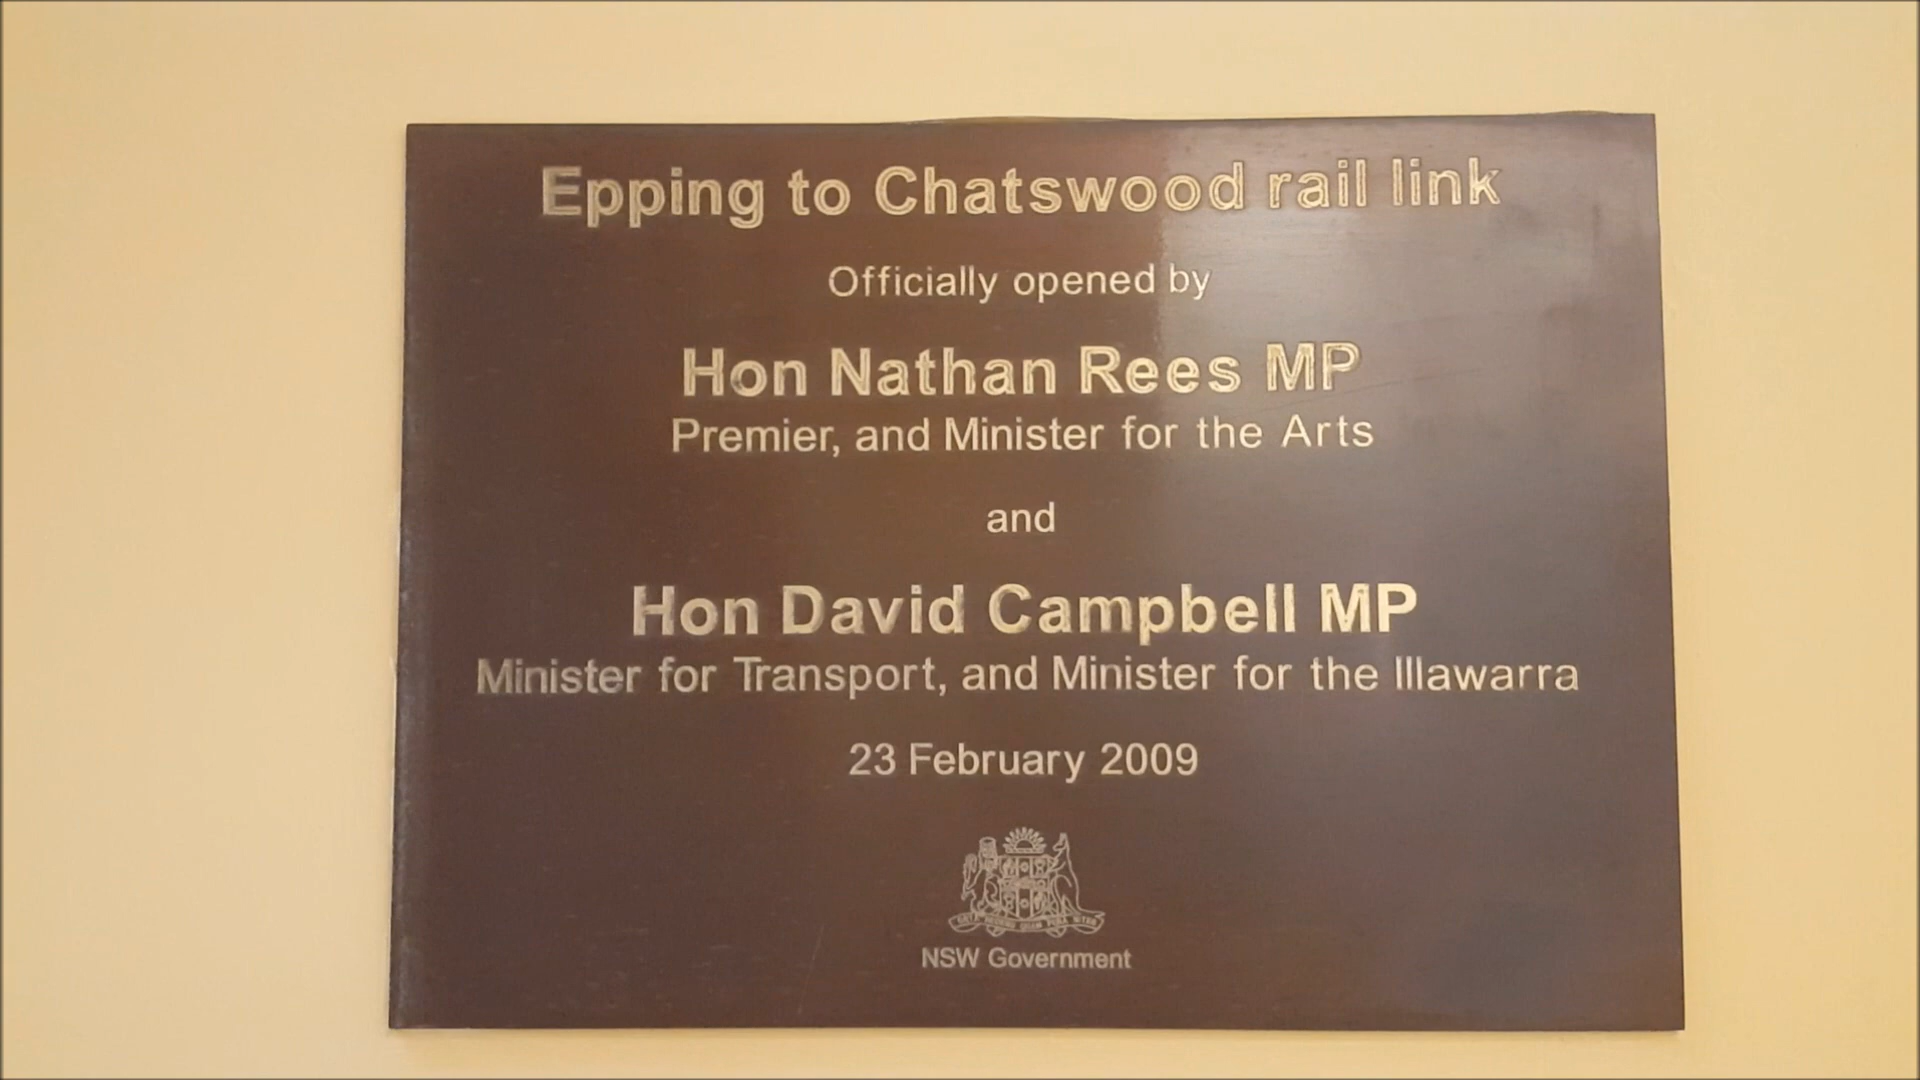 Epping to Chatswood rail link
Officially opened by
Hon Nathan Rees MP
Premier, and Minister for the Arts
and
Hon David Campbell MP
Minister for Transport, and Minister for the Illawarra
23 February 2009
NSW Government